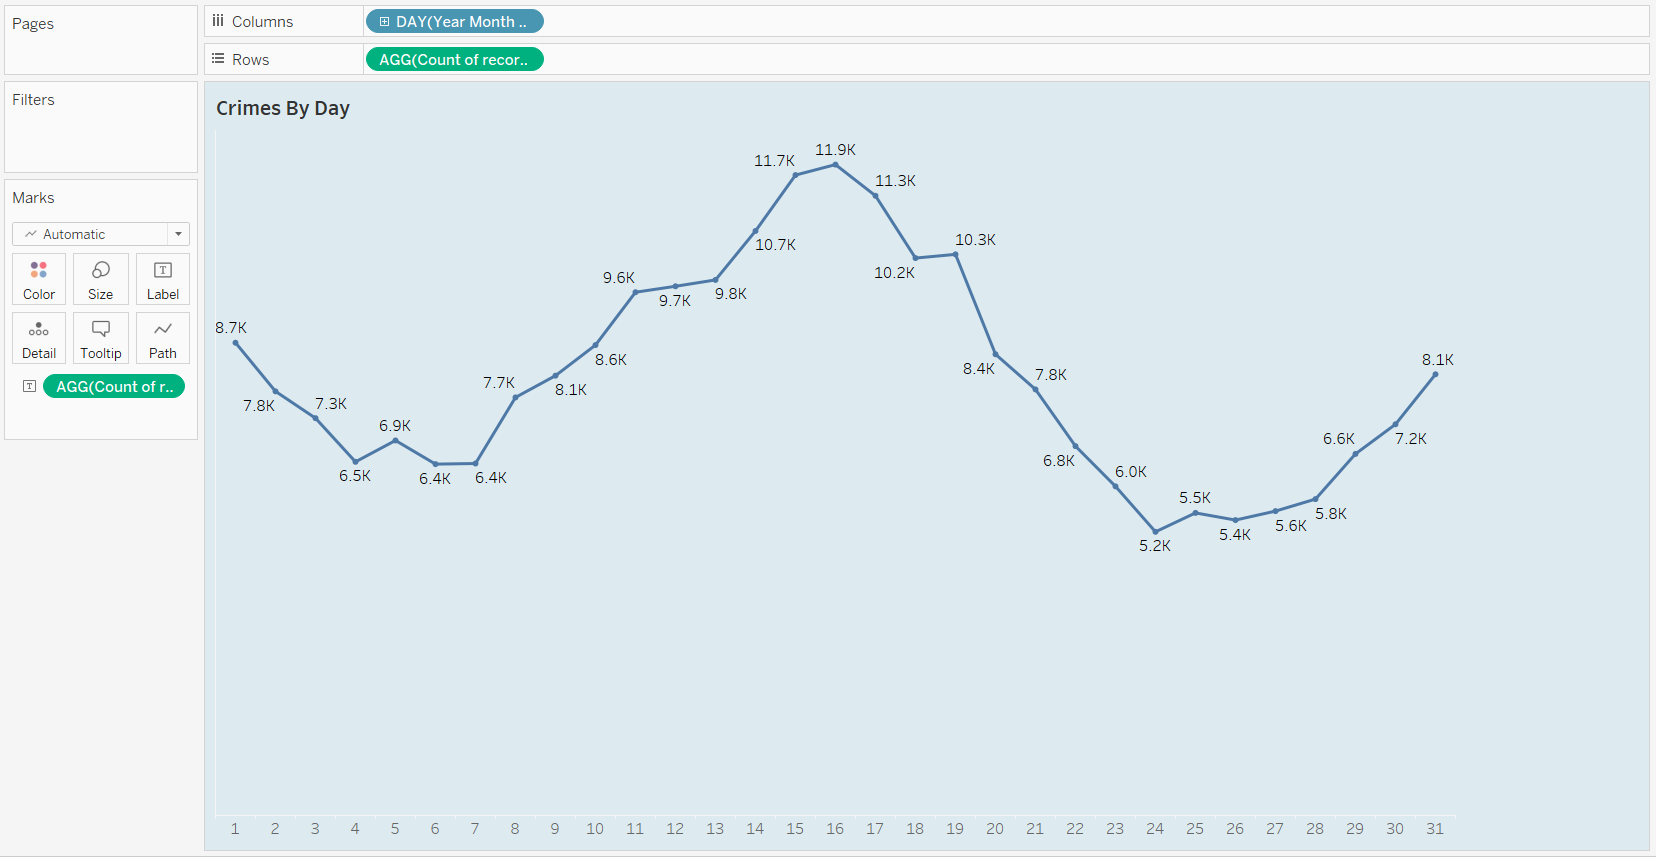 Pages
Columns
DAY(Year Month ..
Rows
AGG(Count of recor..
Filters
Marks
Automatic
Color
Size
Label
Detail
Tooltip
Path
AGG(Count of r..
Crimes By Day
8.7K
7.8K
7.3K
6.5K
6.9K
6.4K
6.4K
7.7K
8.1K
8.6K
9.6K
9.7K
9.8K
10.7K
11.7K
11.9K
11.3K
10.2K
10.3K
8.4K
7.8K
6.8K
6.0K
5.2K
5.5K
5.4K
5.6K
5.8K
6.6K
7.2K
8.1K
1 2 3 4 5 6 7 8 9 10 11 12 13 14 15 16 17 18 19 20 21 22 23 24 25 26 27 28 29 30 31